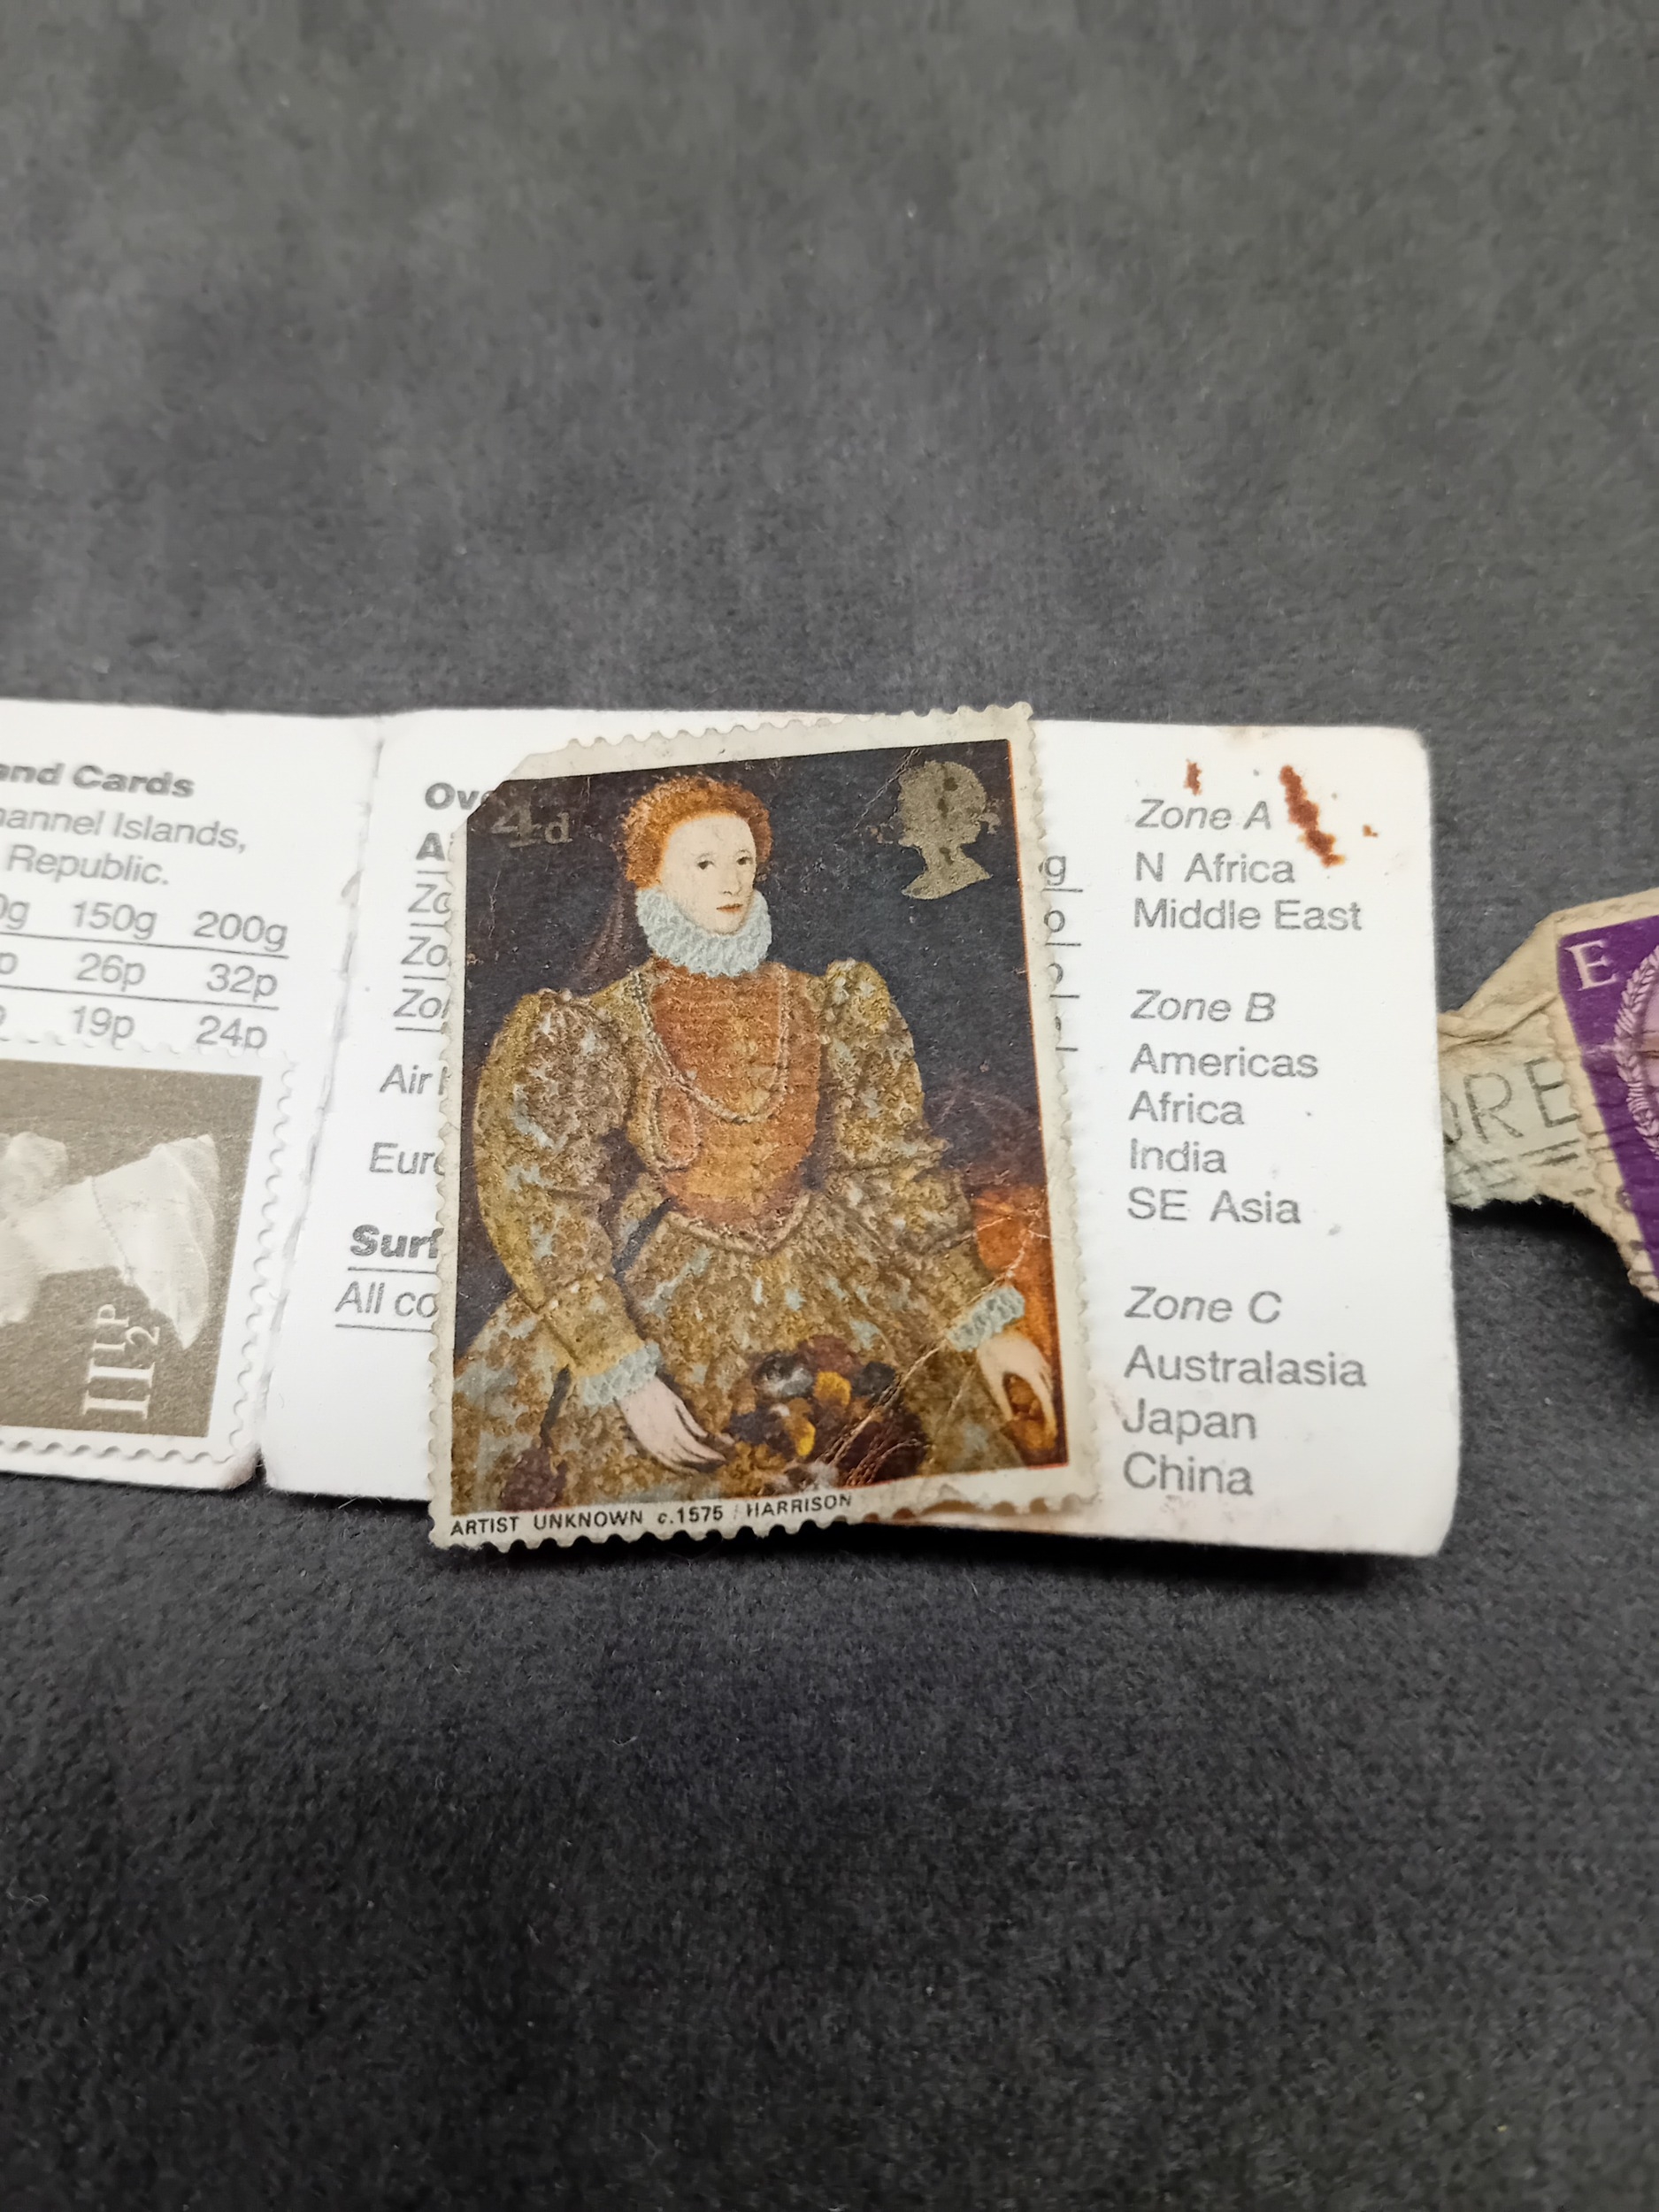 and Cards
hannel Islands,
Republic.
0g 150g 200g
p 26p 32p
19p 24p
11½P
4d
ARTIST UNKNOWN c.1575 HARRISON
Air
Surf
All co
g
Zone A
N Africa
Middle East
Zone B
Americas
Africa
India
SE Asia
Zone C
Australasia
Japan
China
E
ORE